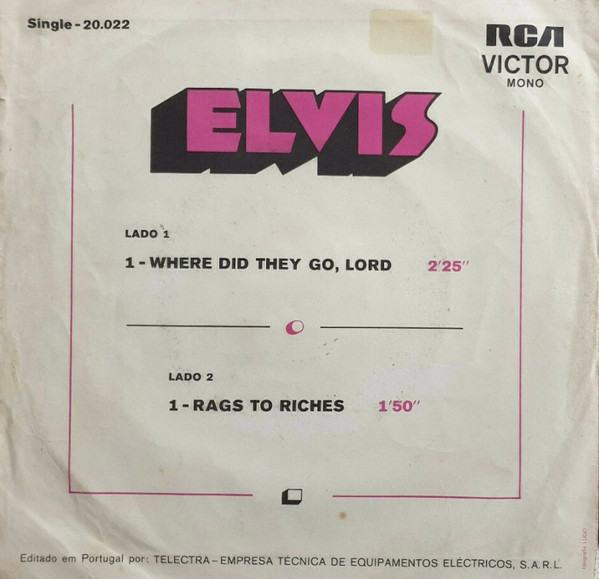 Single - 20.022
RCA
VICTOR
MONO
ELVIS
LADO 1
1 - WHERE DID THEY GO, LORD 2'25"
LADO 2
1 - RAGS TO RICHES 1'50"
Editado em Portugal por: TELECTRA - EMPRESA TÉCNICA DE EQUIPAMENTOS ELÉCTRICOS, S.A.R.L.